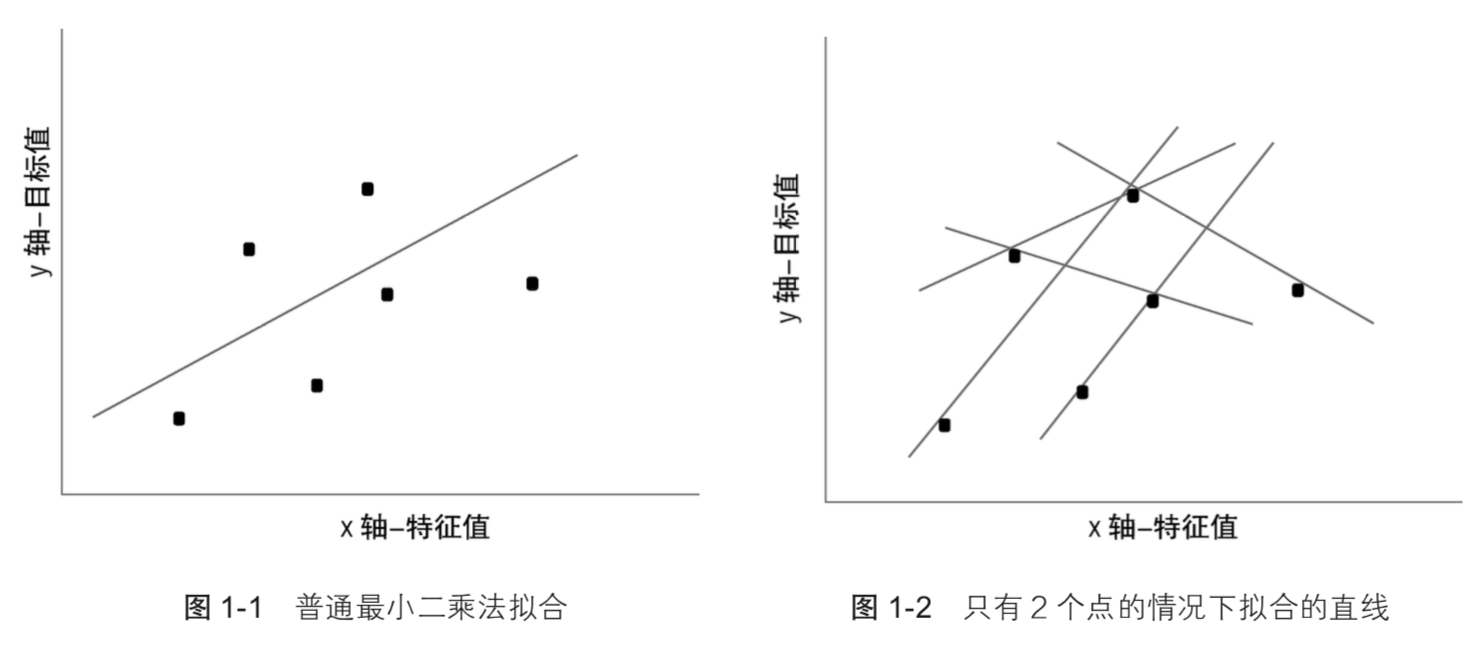 y 轴-目标值
x 轴-特征值
图 1-1 普通最小二乘法拟合
y 轴-目标值
x 轴-特征值
图 1-2 只有 2 个点的情况下拟合的直线